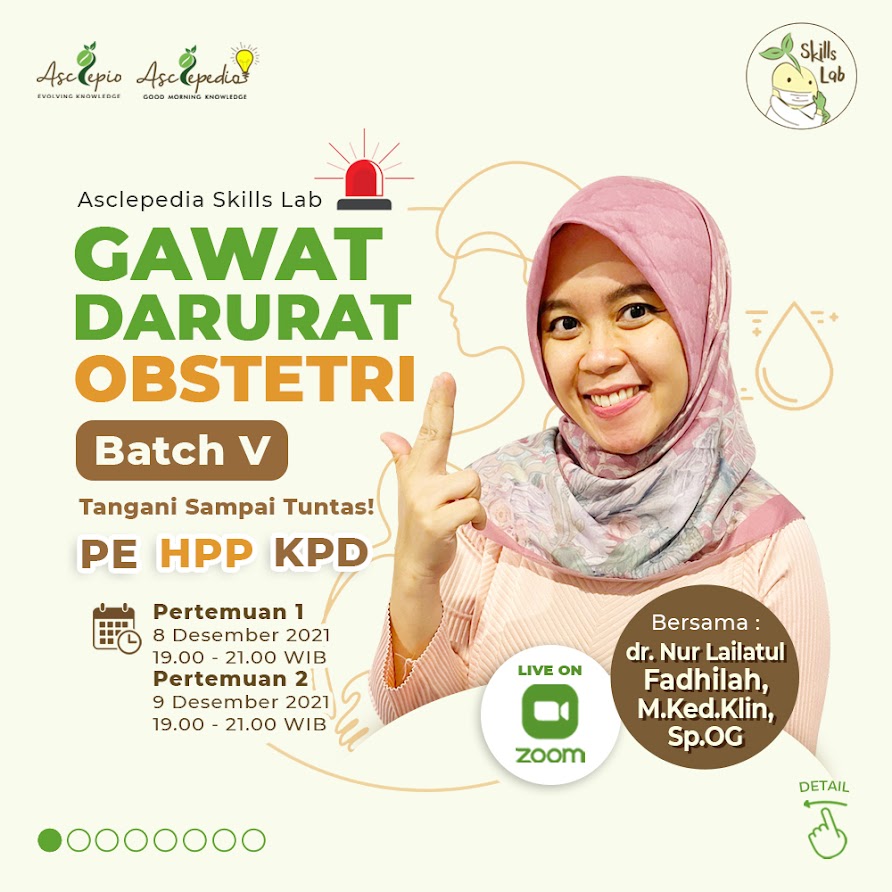 Asclepio
EVOLVING KNOWLEDGE
Asclepedia
GOOD MORNING KNOWLEDGE
Skills
Lab
Asclepedia Skills Lab
GAWAT
DARURAT
OBSTETRI
Batch V
Tangani Sampai Tuntas!
PE HPP KPD
Pertemuan 1
8 Desember 2021
19.00 - 21.00 WIB
Pertemuan 2
9 Desember 2021
19.00 - 21.00 WIB
LIVE ON
zoom
Bersama :
dr. Nur Lailatul
Fadhilah,
M.Ked.Klin,
Sp.OG
DETAIL